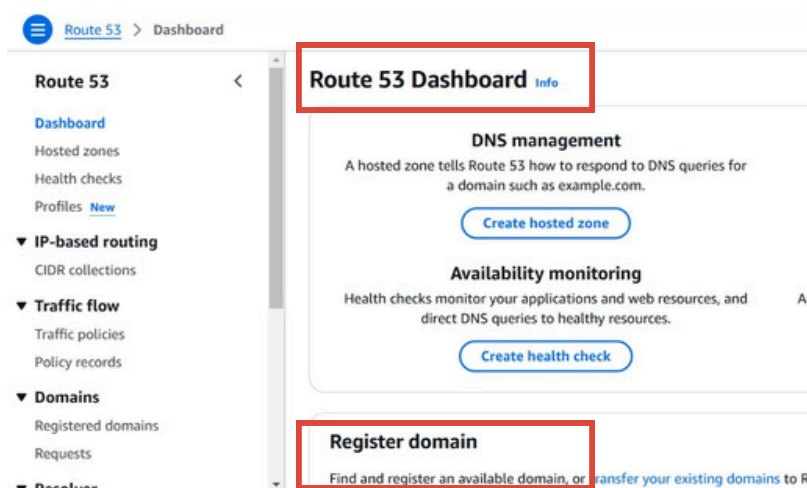 Route 53 > Dashboard
Route 53
Dashboard
Hosted zones
Health checks
Profiles New
IP-based routing
CIDR collections
Traffic flow
Traffic policies
Policy records
Domains
Registered domains
Requests
Resolver
Route 53 Dashboard Info
DNS management
A hosted zone tells Route 53 how to respond to DNS queries for
a domain such as example.com.
Create hosted zone
Availability monitoring
Health checks monitor your applications and web resources, and
direct DNS queries to healthy resources.
Create health check
A
Register domain
Find and register an available domain, or transfer your existing domains to R